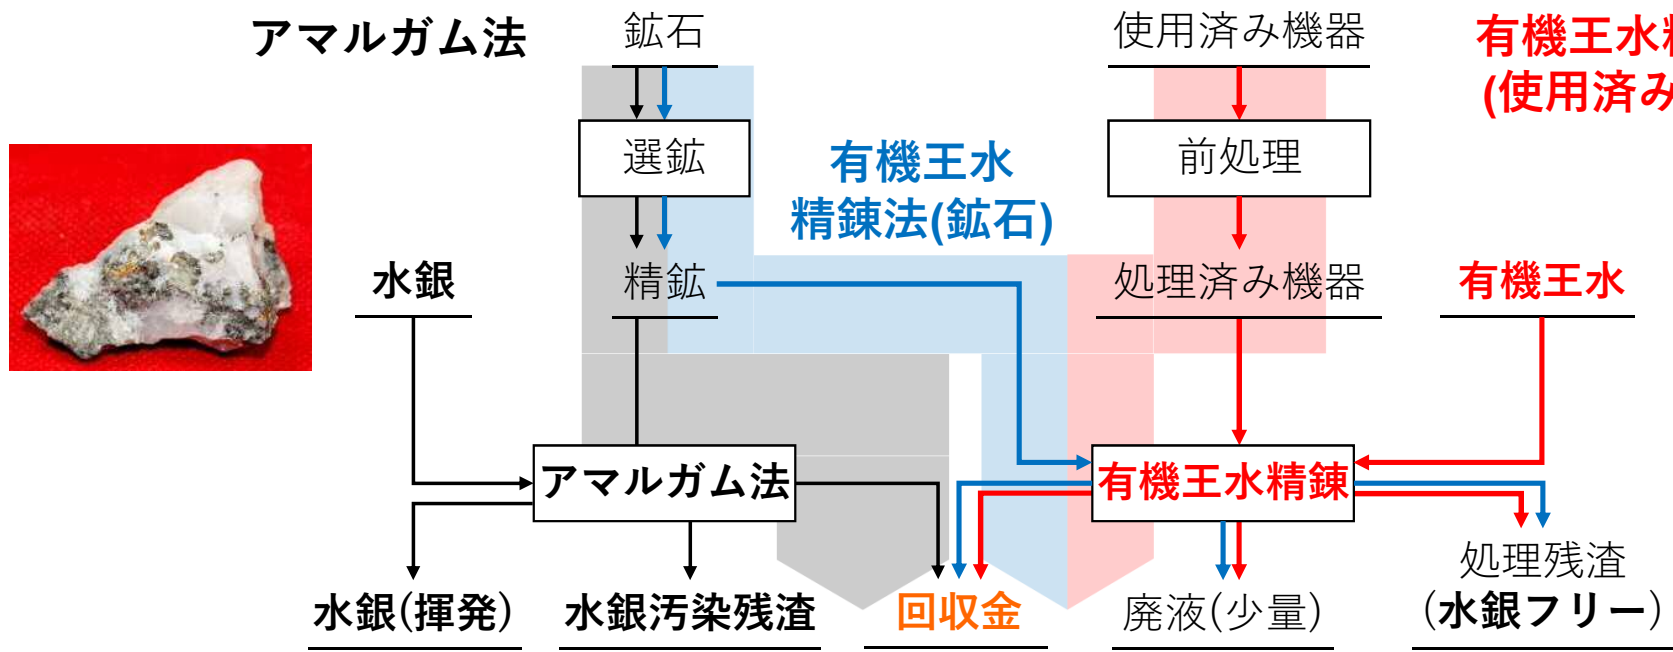 アマルガム法
鉱石
使用済み機器
有機王水
(使用済み
選鉱
有機王水
精錬法(鉱石)
前処理
水銀
精鉱
処理済み機器
有機王水
アマルガム法
有機王水精錬
水銀(揮発)
水銀汚染残渣
回収金
廃液(少量)
処理残渣
(水銀フリー)